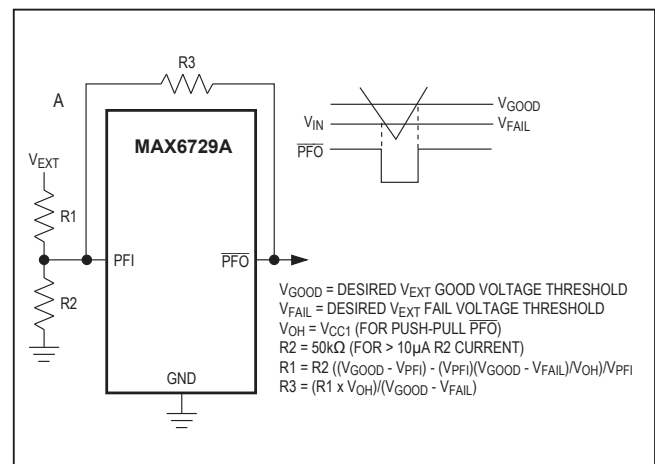 R3
A
MAX6729A
VEXT
R1
R2
PFI
PFO
GND
VGOOD
VIN
VFAIL
PFO
VGOOD = DESIRED VEXT GOOD VOLTAGE THRESHOLD
VFAIL = DESIRED VEXT FAIL VOLTAGE THRESHOLD
VOH = VCC1 (FOR PUSH-PULL PFO)
R2 = 50kΩ (FOR > 10μA R2 CURRENT)
R1 = R2 ((VGOOD - VPFI) - (VPFI)(VGOOD - VFAIL)/VOH)/VPFI
R3 = (R1 x VOH)/(VGOOD - VFAIL)